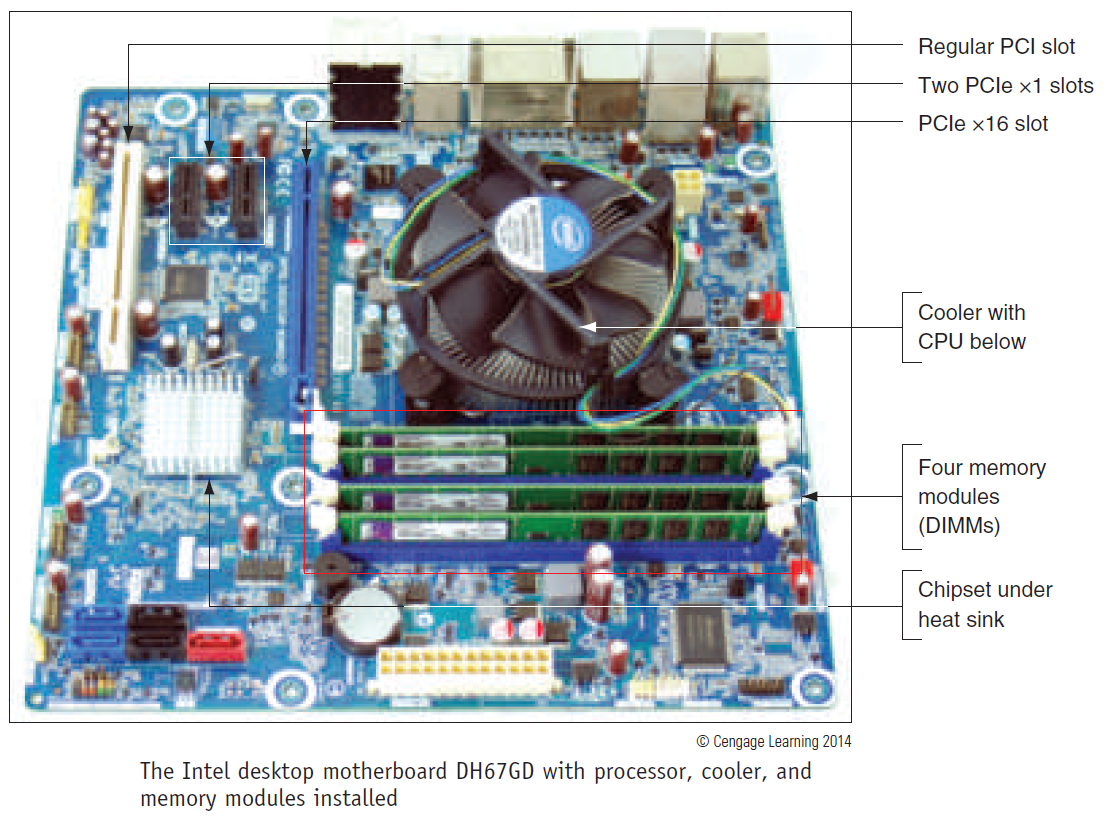 Regular PCI slot
Two PCIe ×1 slots
PCIe ×16 slot
Cooler with
CPU below
Four memory
modules
(DIMMs)
Chipset under
heat sink
© Cengage Learning 2014
The Intel desktop motherboard DH67GD with processor, cooler, and
memory modules installed